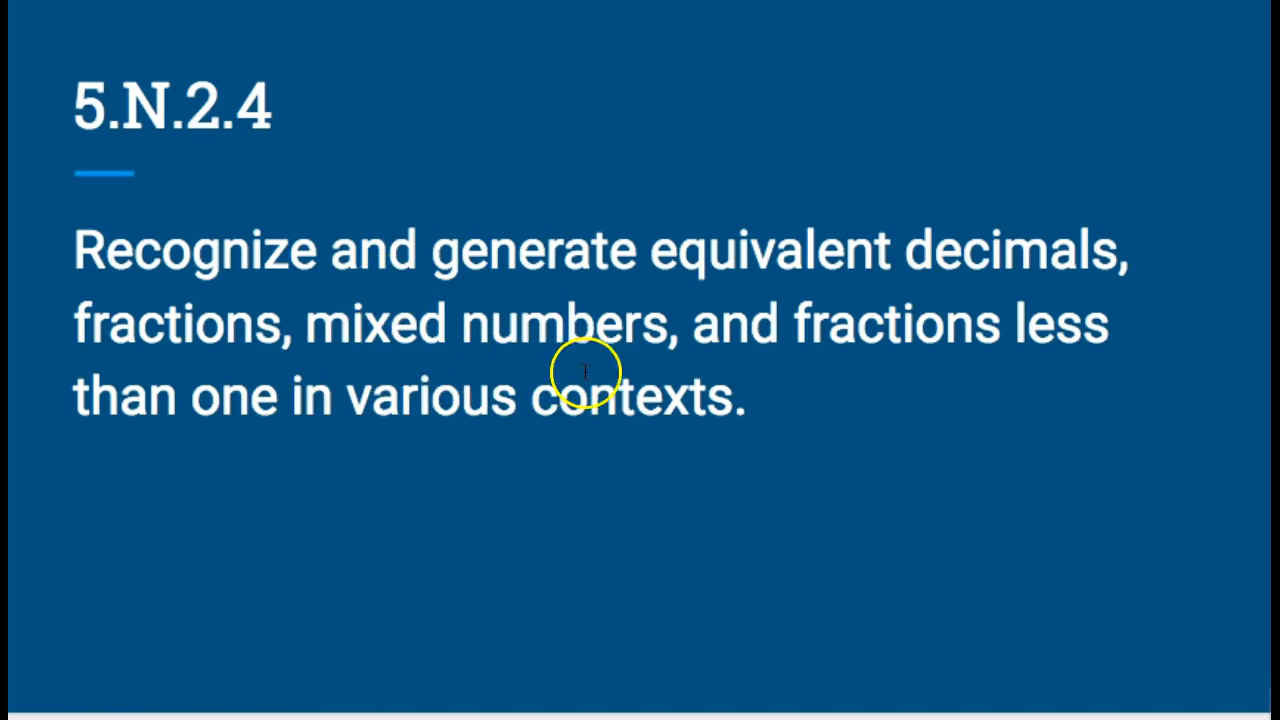 5.N.2.4
Recognize and generate equivalent decimals,
fractions, mixed numbers, and fractions less
than one in various contexts.